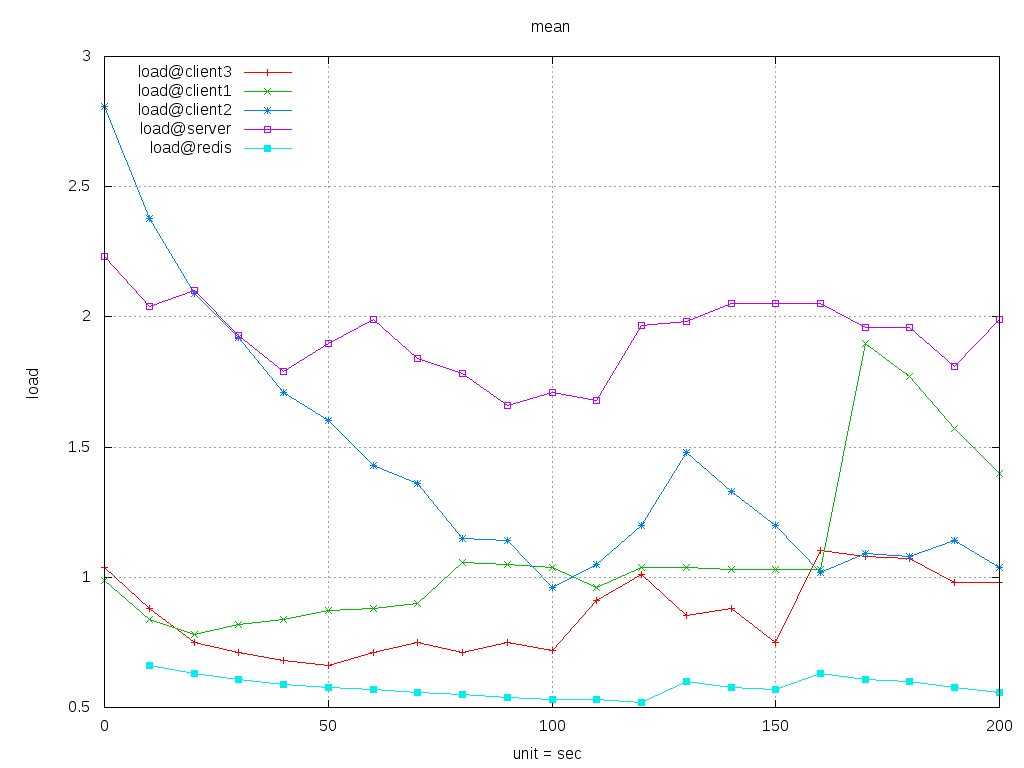 mean
3
load@client3
load@client1
load@client2
load@server
load@redis
2.5
2
load
1.5
1
0.5
0 50 100 150 200
unit = sec